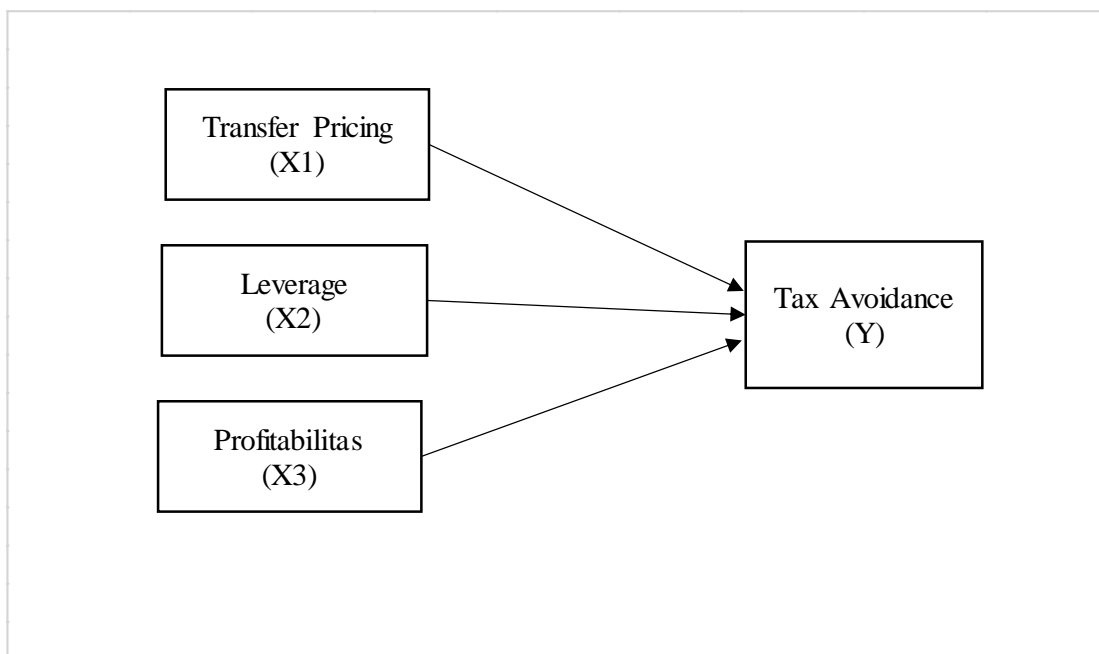 Transfer Pricing
(X1)
Leverage
(X2)
Tax Avoidance
(Y)
Profitabilitas
(X3)